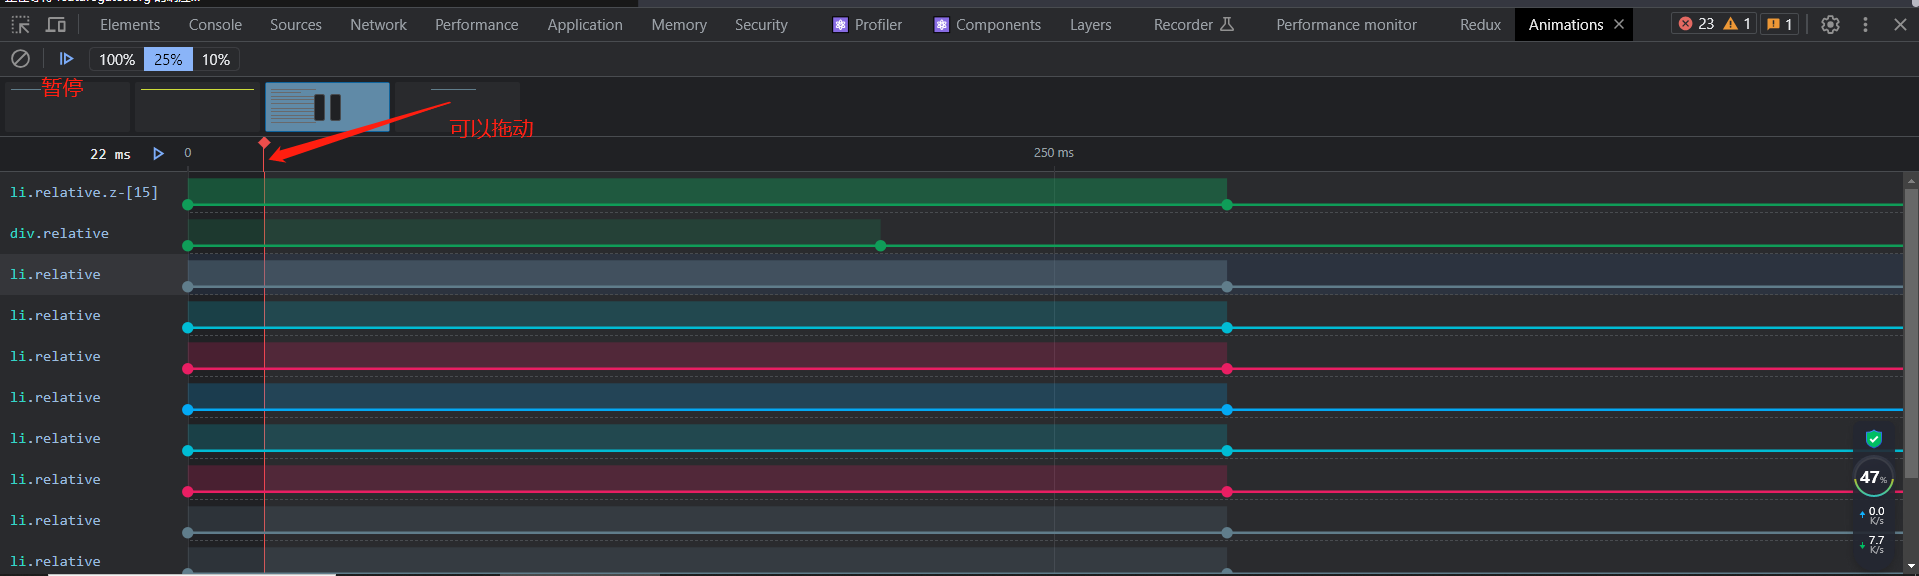 Elements Console Sources Network Performance Application Memory Security Profiler Components Layers Recorder Performance monitor Redux Animations 23 1 1
100% 25% 10%
暂停
可以拖动
22 ms 0 250 ms
li.relative.z-[15]
div.relative
li.relative
li.relative
li.relative
li.relative
li.relative
li.relative
li.relative
li.relative
47%
0.0
K/s
7.7
K/s